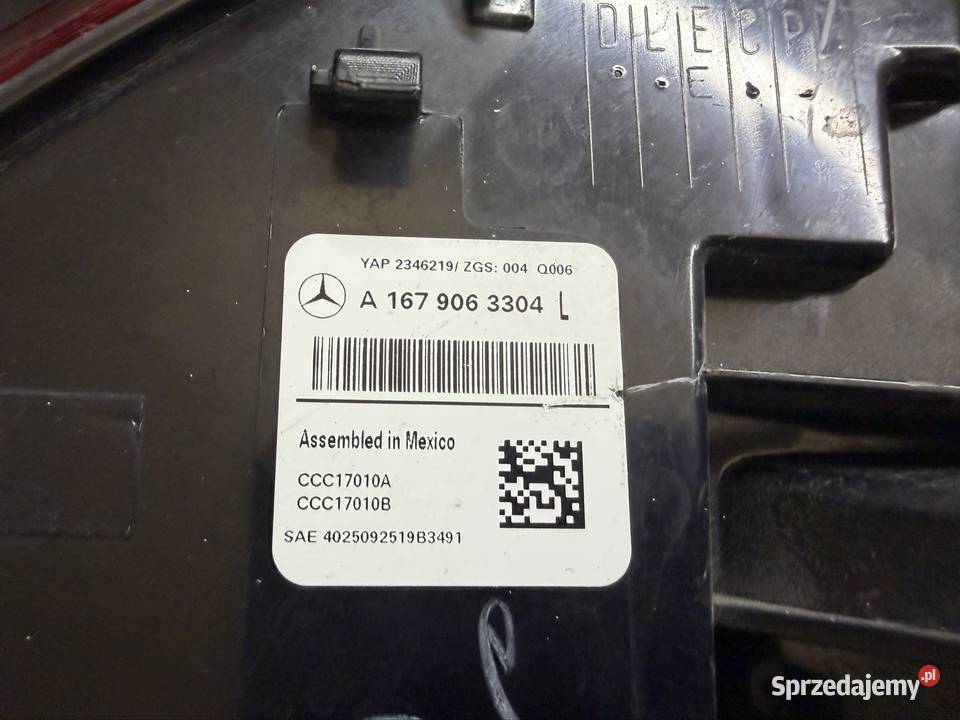 D L E C P
E
YAP 2346219/ ZGS: 004 Q006
A 167 906 3304 L
Assembled in Mexico
CCC17010A
CCC17010B
SAE 4025092519B3491
Sprzedajemy.pl